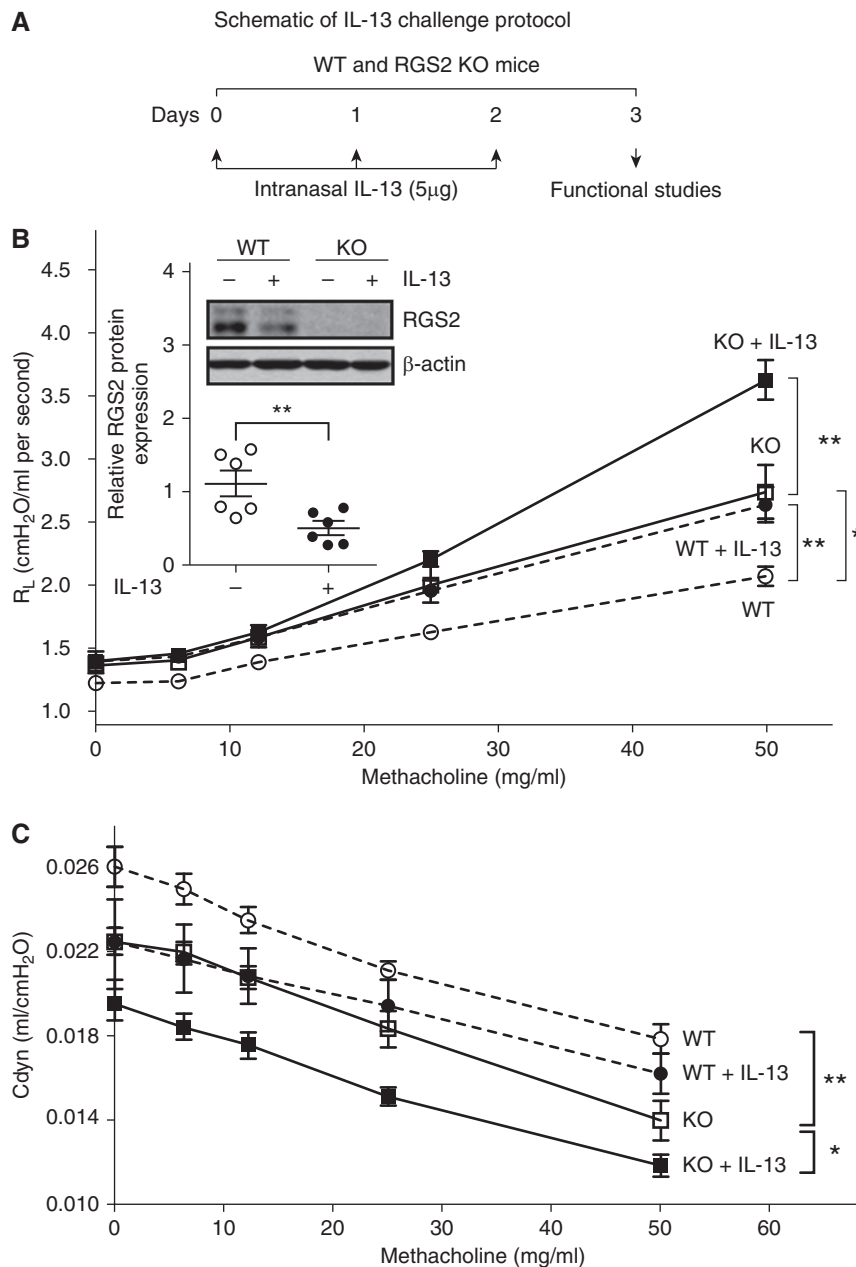 A
Schematic of IL-13 challenge protocol
WT and RGS2 KO mice
Days 0 1 2 3
Intranasal IL-13 (5μg)
Functional studies
B
R_L (cmH₂O/ml per second)
4.5
4.0
3.5
3.0
2.5
2.0
1.5
1.0
Relative RGS2 protein
expression
4
3
2
1
0
WT KO
– + – + IL-13
RGS2
β-actin
**
IL-13 – +
KO + IL-13
KO
WT + IL-13
WT
**
**
*
0 10 20 30 40 50
Methacholine (mg/ml)
C
Cdyn (ml/cmH₂O)
0.026
0.022
0.018
0.014
0.010
WT
WT + IL-13
KO
KO + IL-13
**
*
0 10 20 30 40 50 60
Methacholine (mg/ml)